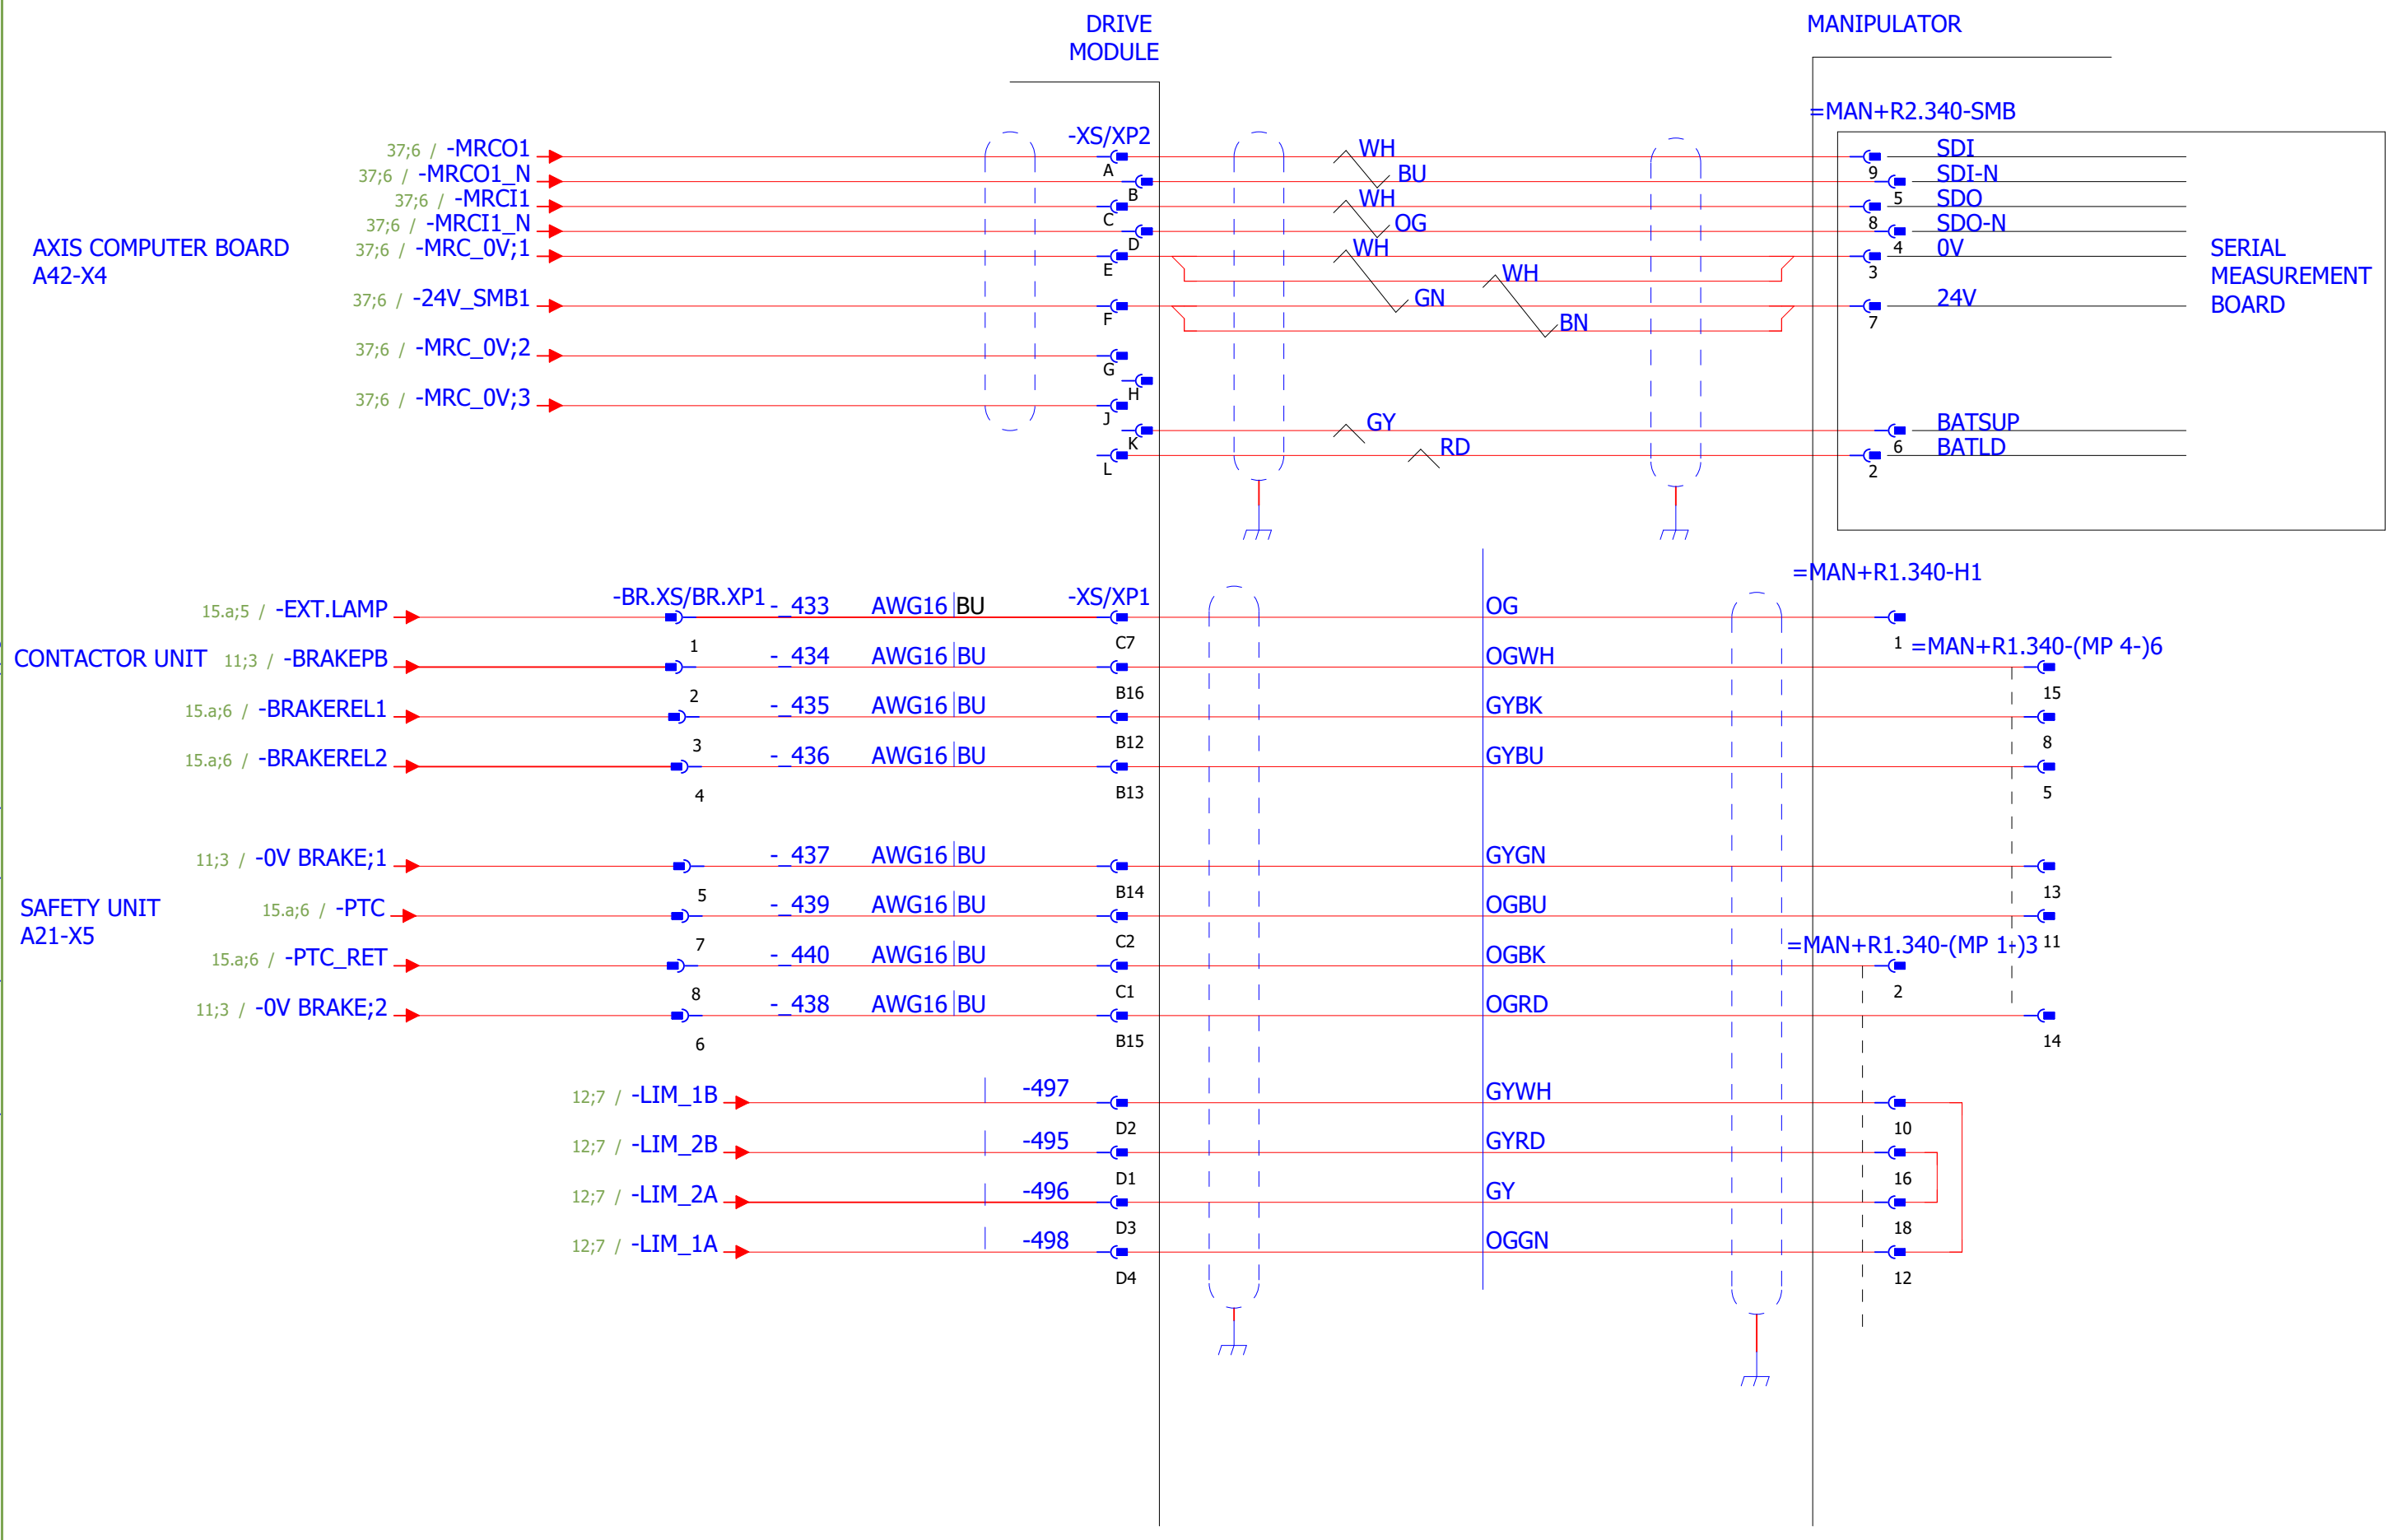 DRIVE
MODULE
MANIPULATOR
=MAN+R2.340-SMB
-XS/XP2
37;6 / -MRCO1 A WH 9 SDI
37;6 / -MRCO1_N B BU 5 SDI-N
37;6 / -MRCI1 C WH 8 SDO
37;6 / -MRCI1_N D OG 4 SDO-N
AXIS COMPUTER BOARD
A42-X4
37;6 / -MRC_0V;1 E WH 3 0V
WH
SERIAL
MEASUREMENT
BOARD
37;6 / -24V_SMB1 F GN 7 24V
BN
37;6 / -MRC_0V;2 G
H
37;6 / -MRC_0V;3 J
K GY 6 BATSUP
L RD 2 BATLD
=MAN+R1.340-H1
-BR.XS/BR.XP1 -XS/XP1
15.a;5 / -EXT.LAMP 1 -_433 AWG16 BU C7 OG 1
=MAN+R1.340-(MP 4-)6
CONTACTOR UNIT 11;3 / -BRAKEPB 2 -_434 AWG16 BU B16 OGWH 15
15.a;6 / -BRAKEREL1 3 -_435 AWG16 BU B12 GYBK 8
15.a;6 / -BRAKEREL2 4 -_436 AWG16 BU B13 GYBU 5
11;3 / -0V BRAKE;1 5 -_437 AWG16 BU B14 GYGN 13
SAFETY UNIT
A21-X5
15.a;6 / -PTC 7 -_439 AWG16 BU C2 OGBU 11
=MAN+R1.340-(MP 1-)3
15.a;6 / -PTC_RET 8 -_440 AWG16 BU C1 OGBK 2
11;3 / -0V BRAKE;2 6 -_438 AWG16 BU B15 OGRD 14
12;7 / -LIM_1B -497 D2 GYWH 10
12;7 / -LIM_2B -495 D1 GYRD 16
12;7 / -LIM_2A -496 D3 GY 18
12;7 / -LIM_1A -498 D4 OGGN 12